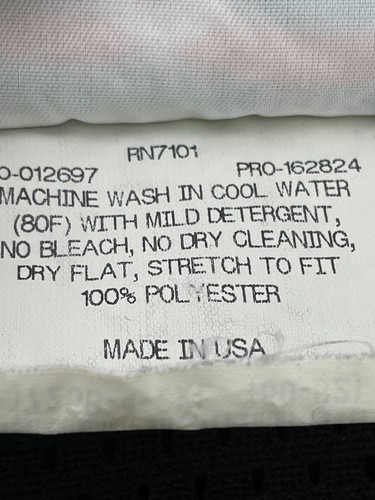 RN7101
O-012697 PRO-162824
MACHINE WASH IN COOL WATER
(80F) WITH MILD DETERGENT,
NO BLEACH, NO DRY CLEANING,
DRY FLAT, STRETCH TO FIT
100% POLYESTER
MADE IN USA